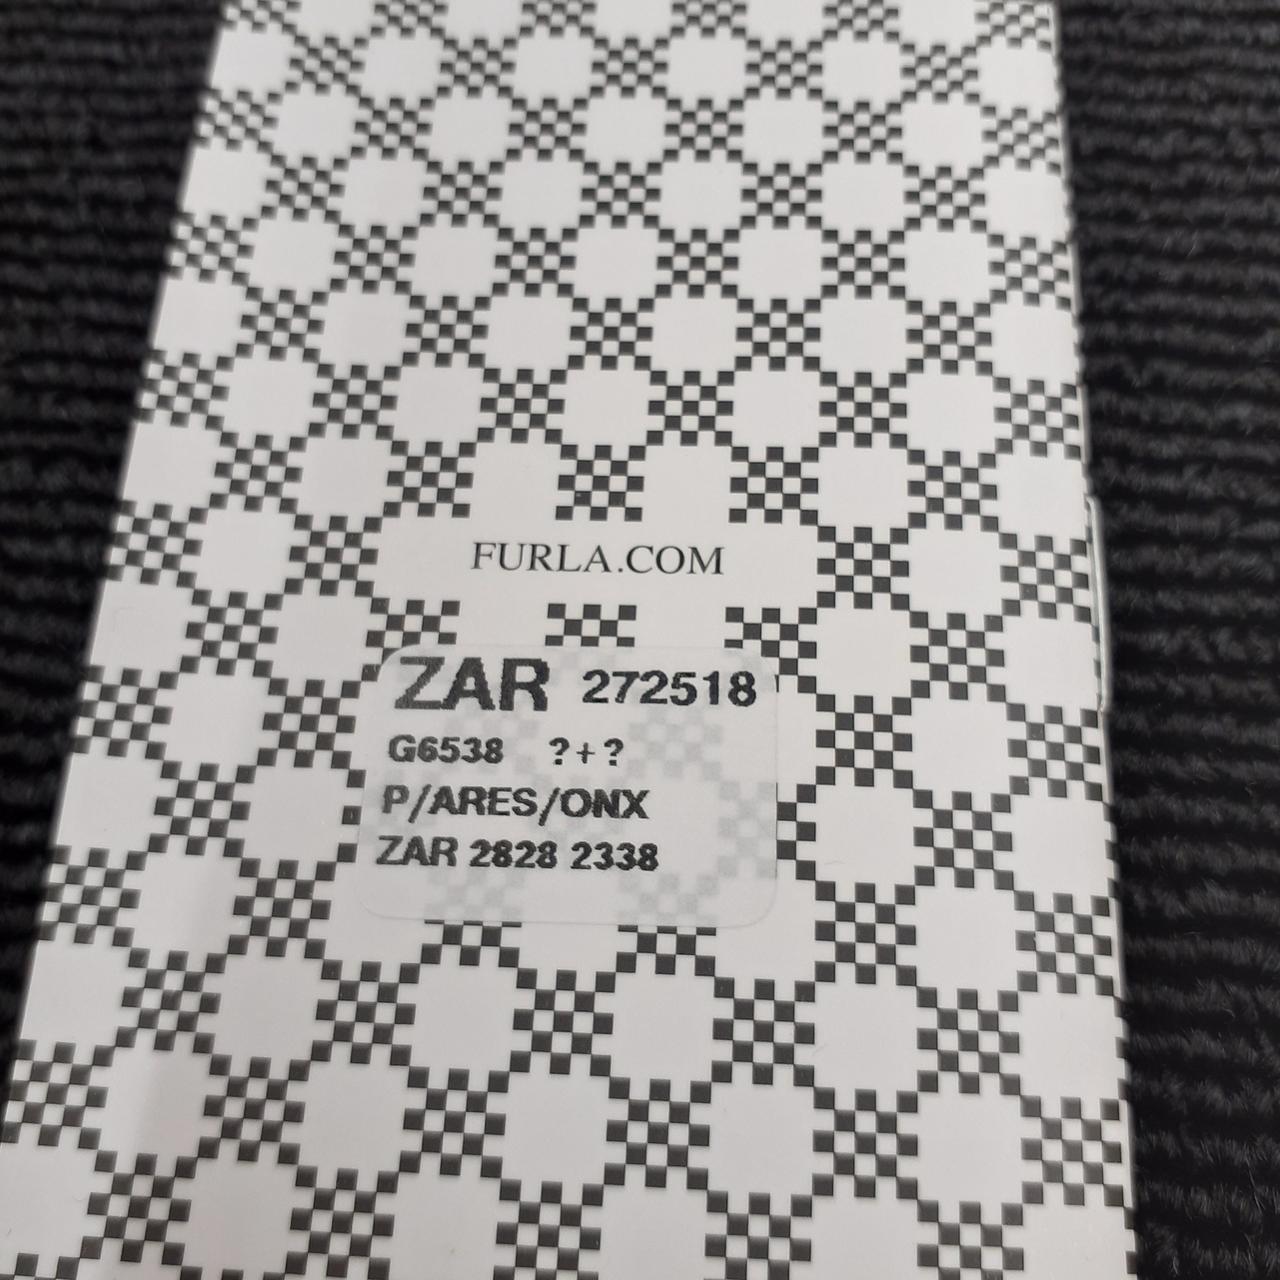 FURLA.COM
ZAR 272518
G6538 ?+?
P/ARES/ONX
ZAR 2828 2338